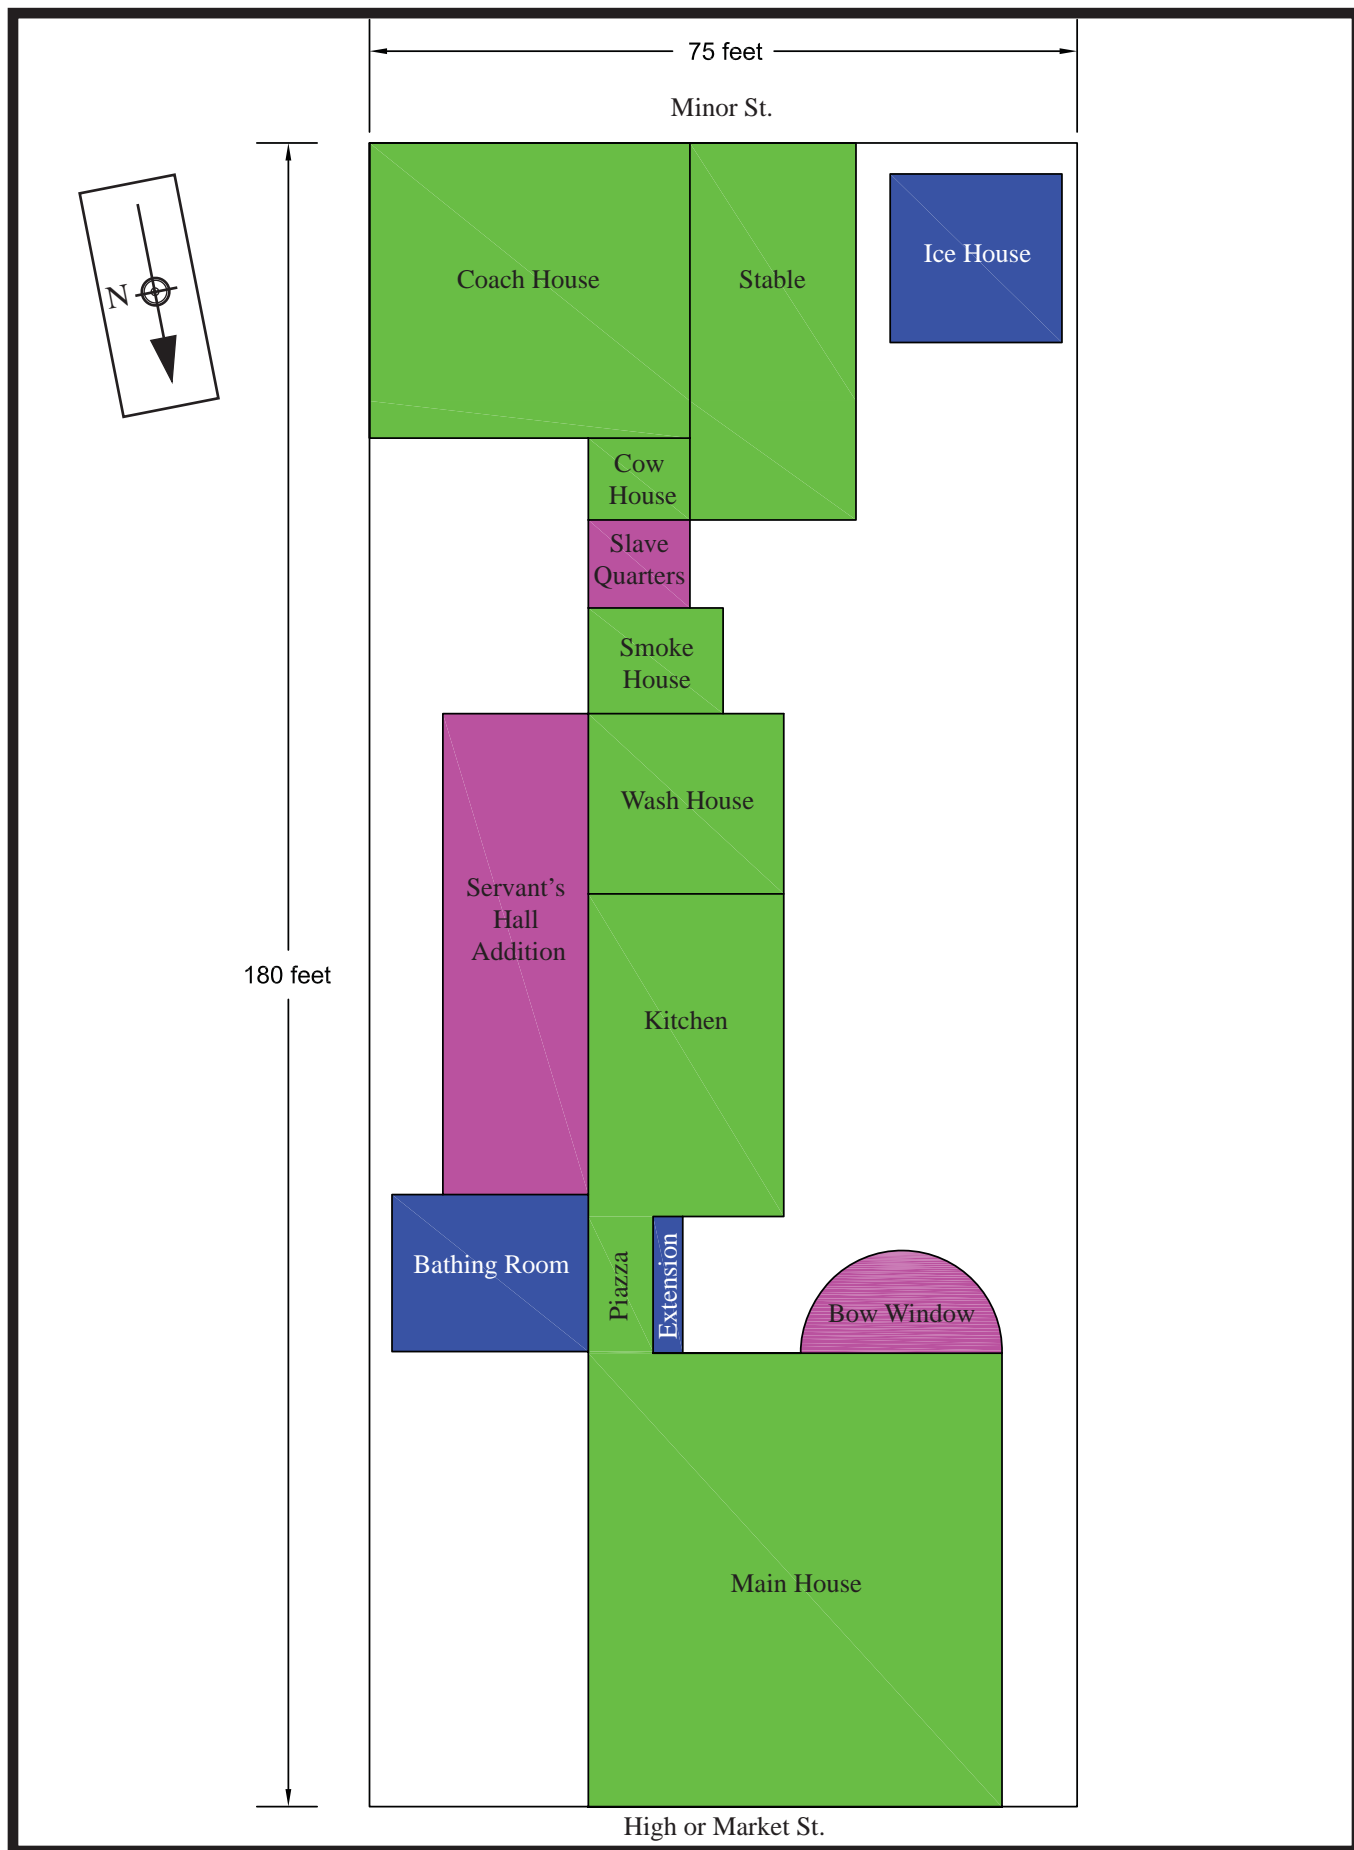 75 feet
Minor St.
N
Coach House
Stable
Ice House
Cow
House
Slave
Quarters
Smoke
House
Wash House
Servant's
Hall
Addition
180 feet
Kitchen
Bathing Room
Piazza
Extension
Bow Window
Main House
High or Market St.